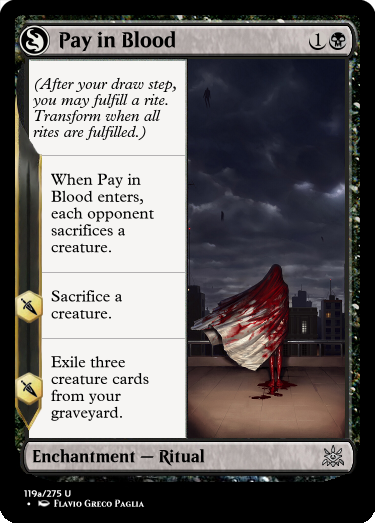 Pay in Blood
1
(After your draw step,
you may fulfill a rite.
Transform when all
rites are fulfilled.)
When Pay in
Blood enters,
each opponent
sacrifices a
creature.
Sacrifice a
creature.
Exile three
creature cards
from your
graveyard.
Enchantment — Ritual
119a/275 U
• Flavio Greco Paglia